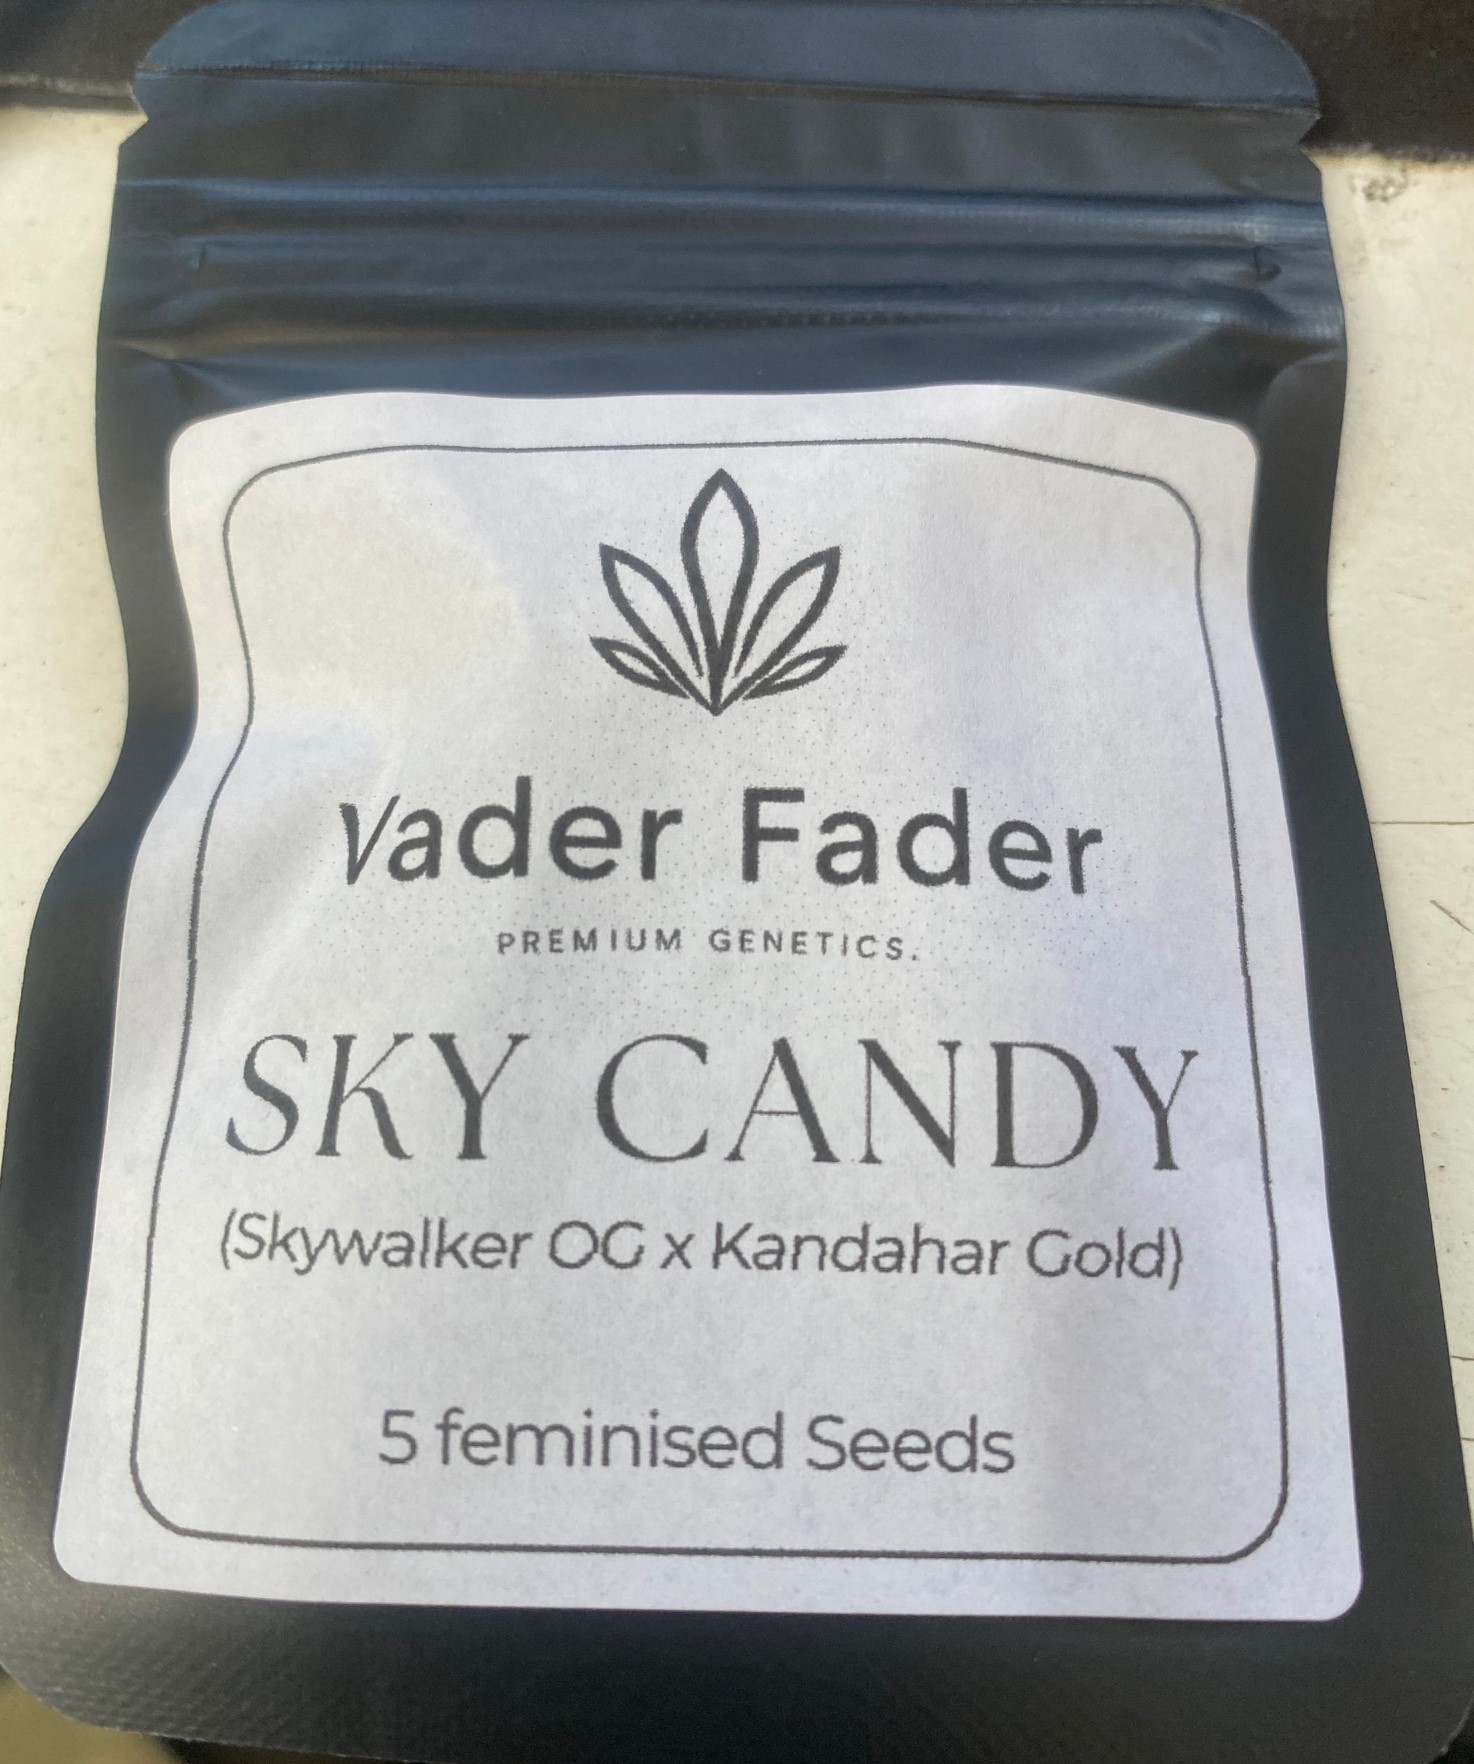 Vader Fader
PREMIUM GENETICS.
SKY CANDY
(Skywalker OG x Kandahar Gold)
5 feminised Seeds